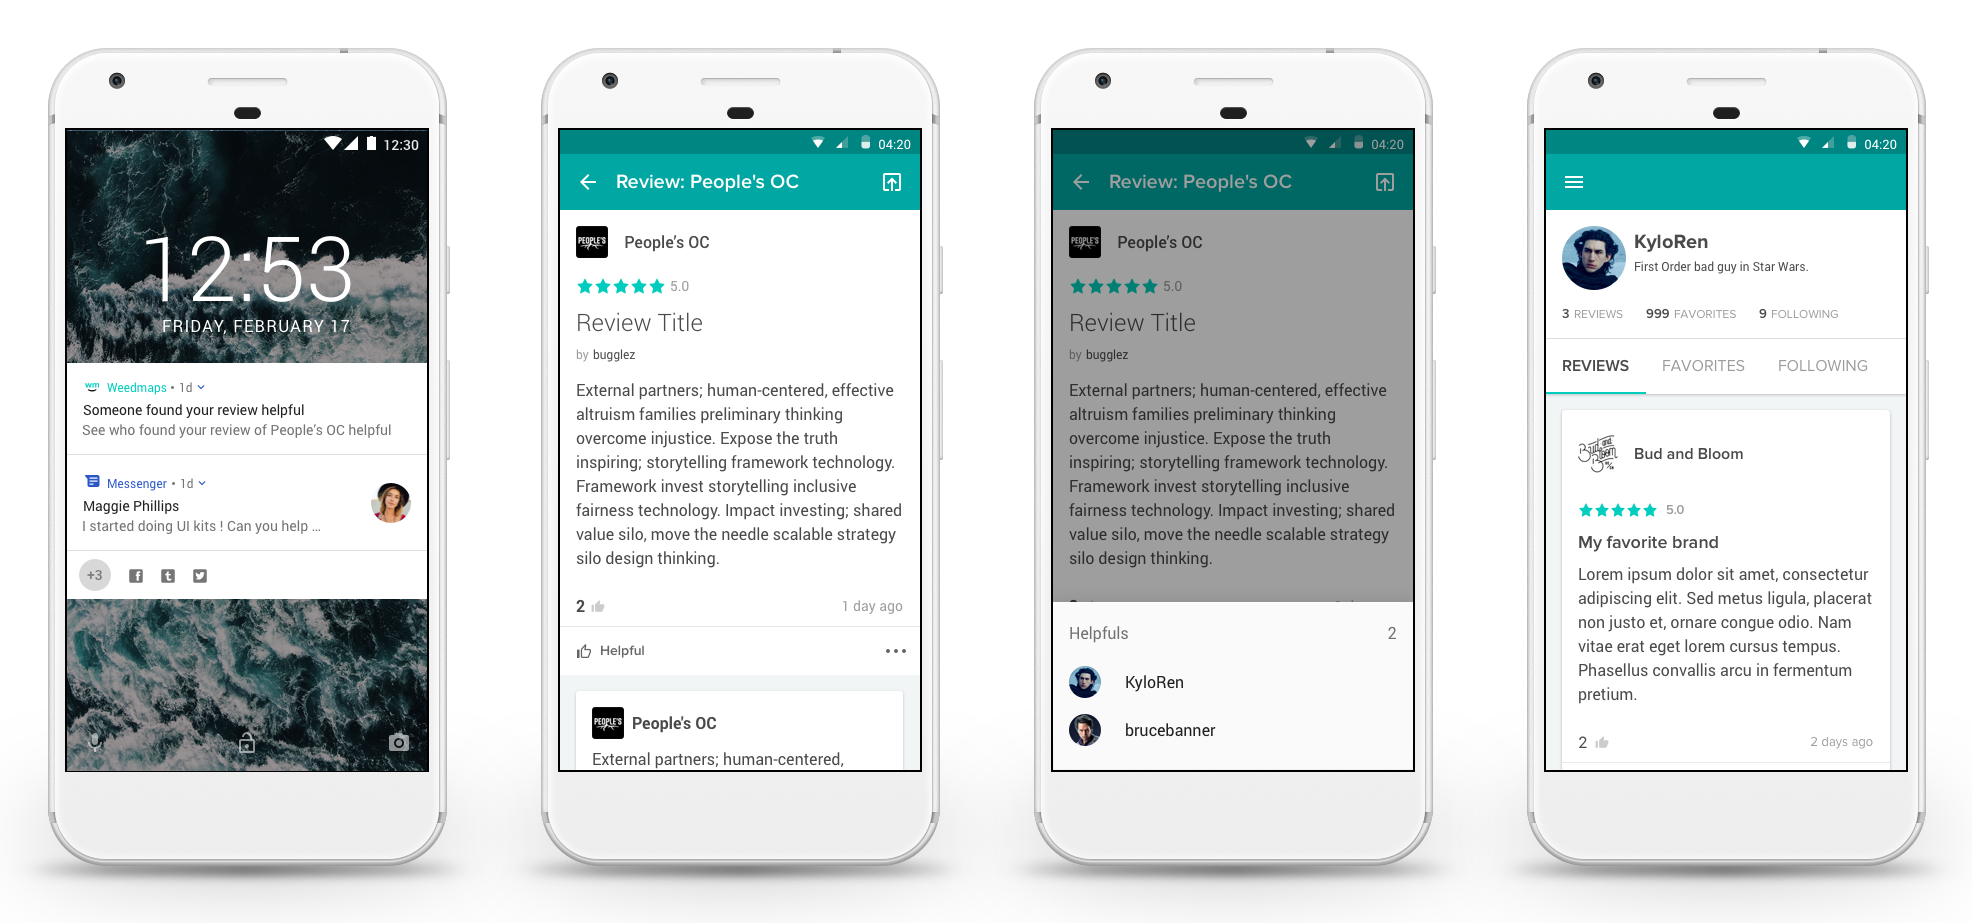 12:30
12:53
FRIDAY, FEBRUARY 17
wm Weedmaps • 1d
Someone found your review helpful
See who found your review of People's OC helpful
Messenger • 1d
Maggie Phillips
I started doing UI kits ! Can you help ...
+3
04:20
Review: People's OC
PEOPLE'S
People's OC
5.0
Review Title
by bugglez
External partners; human-centered, effective
altruism families preliminary thinking
overcome injustice. Expose the truth
inspiring; storytelling framework technology.
Framework invest storytelling inclusive
fairness technology. Impact investing; shared
value silo, move the needle scalable strategy
silo design thinking.
2
1 day ago
Helpful
PEOPLE'S
People's OC
External partners; human-centered,
04:20
Review: People's OC
PEOPLE'S
People's OC
5.0
Review Title
by bugglez
External partners; human-centered, effective
altruism families preliminary thinking
overcome injustice. Expose the truth
inspiring; storytelling framework technology.
Framework invest storytelling inclusive
fairness technology. Impact investing; shared
value silo, move the needle scalable strategy
silo design thinking.
Helpfuls 2
KyloRen
brucebanner
04:20
KyloRen
First Order bad guy in Star Wars.
3 REVIEWS 999 FAVORITES 9 FOLLOWING
REVIEWS FAVORITES FOLLOWING
Bud and Bloom
Bud and Bloom
5.0
My favorite brand
Lorem ipsum dolor sit amet, consectetur
adipiscing elit. Sed metus ligula, placerat
non justo et, ornare congue odio. Nam
vitae erat eget lorem cursus tempus.
Phasellus convallis arcu in fermentum
pretium.
2
2 days ago